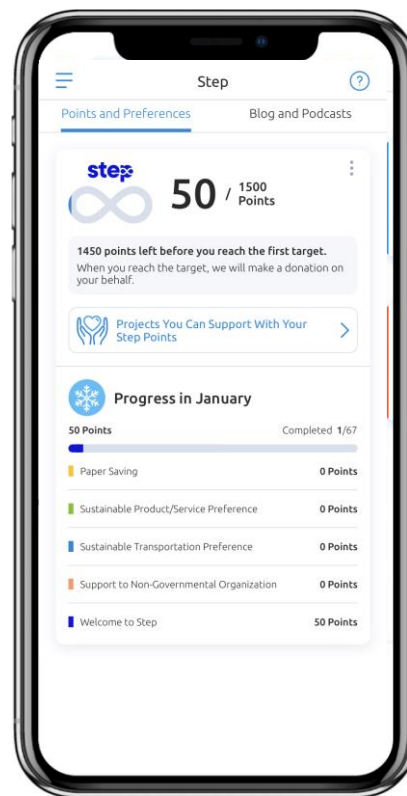 Step
Points and Preferences
Blog and Podcasts
step
50 / 1500
Points
1450 points left before you reach the first target.
When you reach the target, we will make a donation on
your behalf.
Projects You Can Support With Your
Step Points
Progress in January
50 Points
Completed 1/67
Paper Saving
0 Points
Sustainable Product/Service Preference
0 Points
Sustainable Transportation Preference
0 Points
Support to Non-Governmental Organization
0 Points
Welcome to Step
50 Points